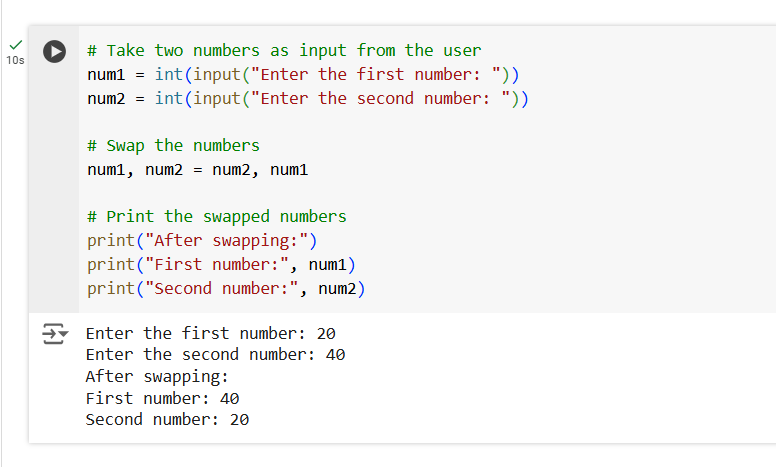 10s
# Take two numbers as input from the user
num1 = int(input("Enter the first number: "))
num2 = int(input("Enter the second number: "))
# Swap the numbers
num1, num2 = num2, num1
# Print the swapped numbers
print("After swapping:")
print("First number:", num1)
print("Second number:", num2)
Enter the first number: 20
Enter the second number: 40
After swapping:
First number: 40
Second number: 20